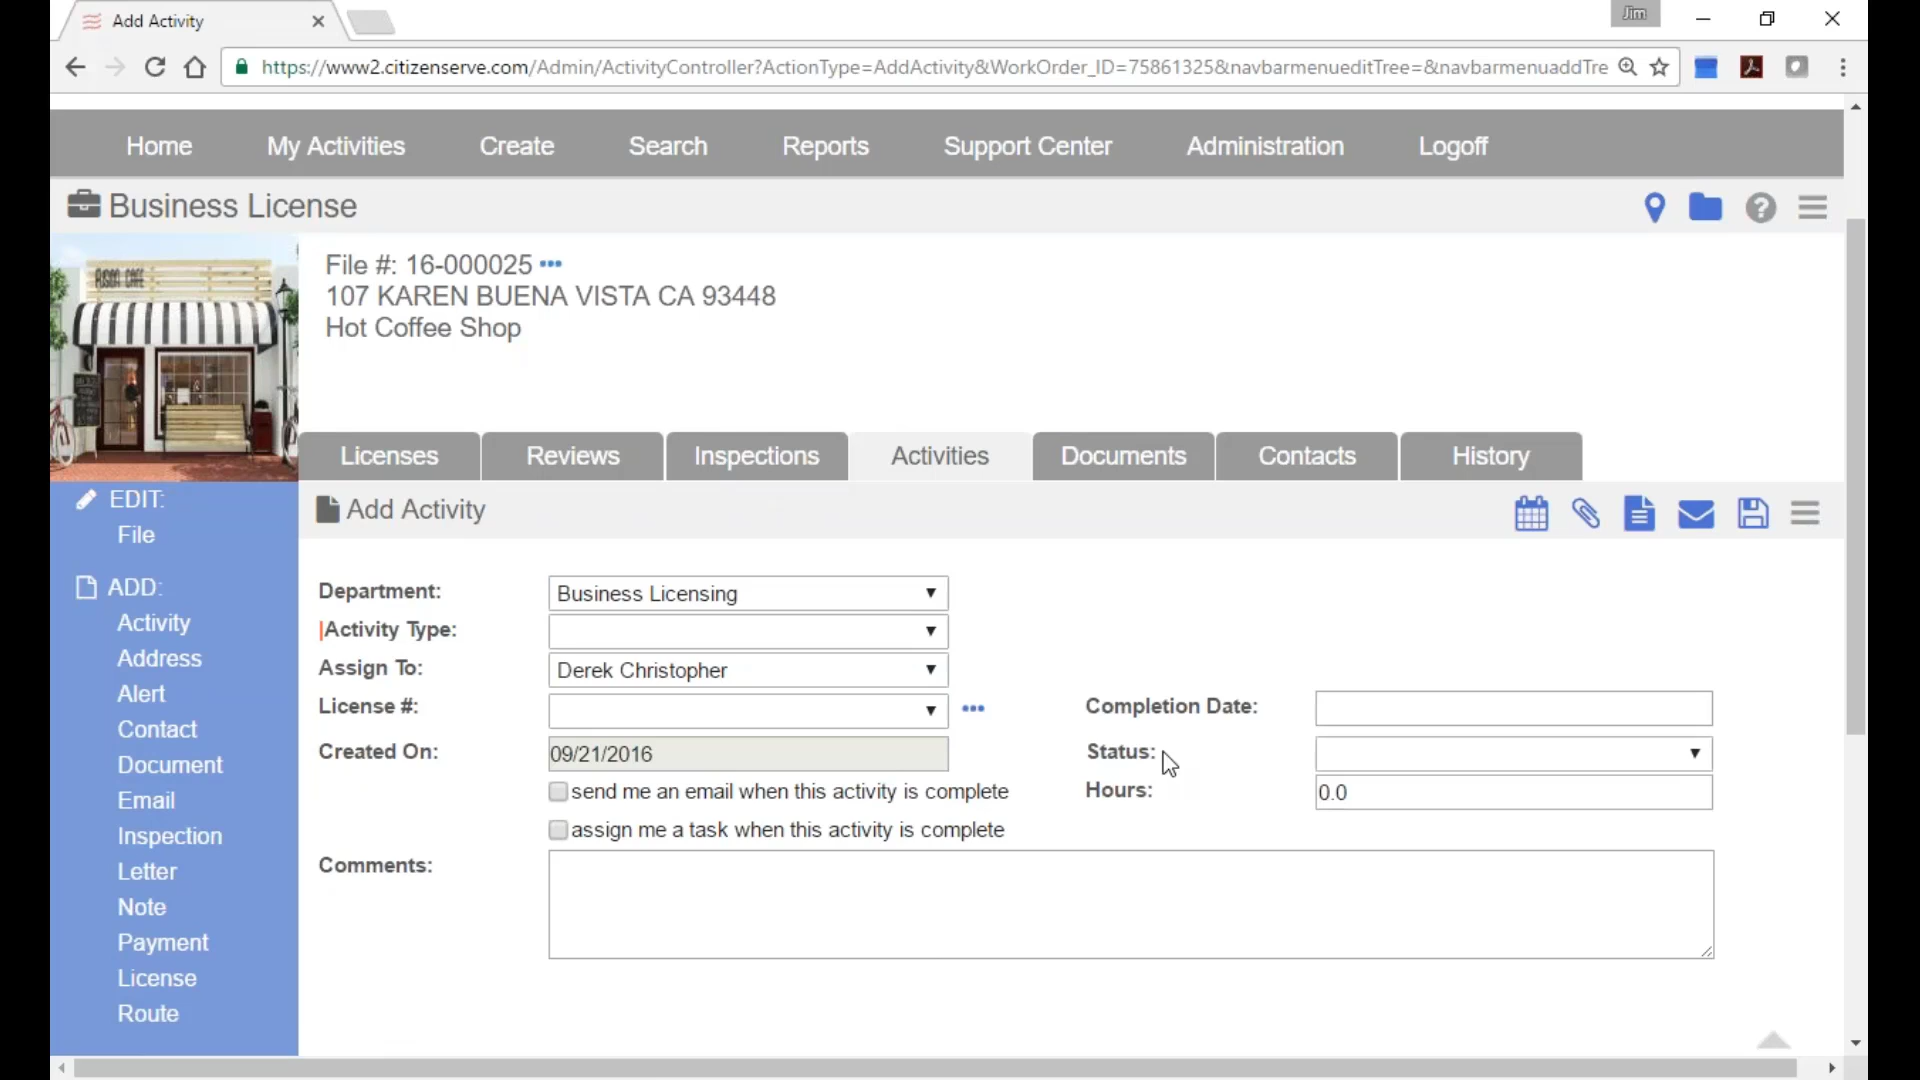 Add Activity
Jim
https://www2.citizenserve.com/Admin/ActivityController?ActionType=AddActivity&WorkOrder_ID=75861325&navbarmenueditTree=&navbarmenuaddTre
Home My Activities Create Search Reports Support Center Administration Logoff
Business License
File #: 16-000025
107 KAREN BUENA VISTA CA 93448
Hot Coffee Shop
Licenses Reviews Inspections Activities Documents Contacts History
EDIT:
File
ADD:
Activity
Address
Alert
Contact
Document
Email
Inspection
Letter
Note
Payment
License
Route
Add Activity
Department: Business Licensing
Activity Type:
Assign To: Derek Christopher
License #: Completion Date:
Created On: 09/21/2016 Status:
send me an email when this activity is complete Hours: 0.0
assign me a task when this activity is complete
Comments: